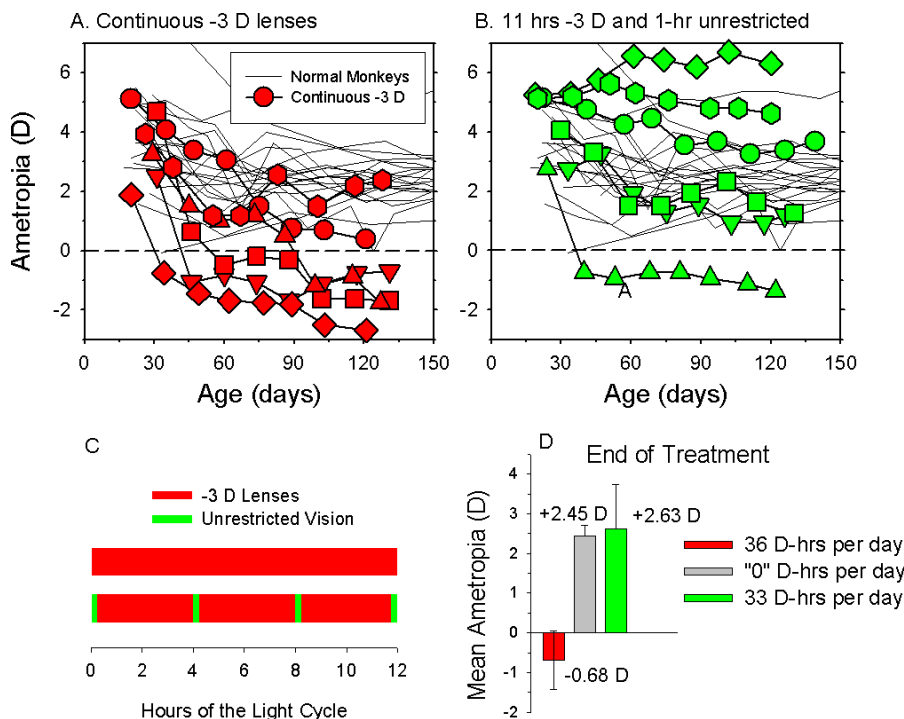 A. Continuous -3 D lenses
B. 11 hrs -3 D and 1-hr unrestricted
Ametropia (D)
6
4
2
0
-2
Normal Monkeys
Continuous -3 D
0 30 60 90 120 150
Age (days)
6
4
2
0
-2
A
0 30 60 90 120 150
Age (days)
C
-3 D Lenses
Unrestricted Vision
0 2 4 6 8 10 12
Hours of the Light Cycle
D
End of Treatment
Mean Ametropia (D)
4
3
2
1
0
-1
-2
+2.45 D
+2.63 D
-0.68 D
36 D-hrs per day
"0" D-hrs per day
33 D-hrs per day